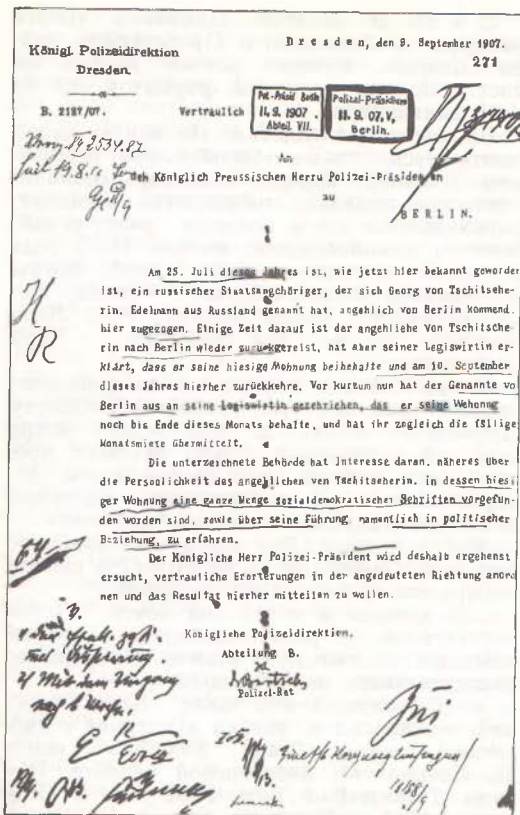 Dresden, den 9. September 1907.
Königl. Polizeidirektion
Dresden.
271
B. 2187/07.
Vertraulich
Pol.-Präsid. Berlin
11.9.1907.
Abteil. VII.
Polizei-Präsidium
11.9.07.V,
Berlin.
An
den Königlich Preussischen Herrn Polizei-Präsidenten
zu
BERLIN.
Am 25. Juli dieses Jahres ist, wie jetzt hier bekannt geworden
ist, ein russischer Staatsangehöriger, der sich Georg von Tschitsche-
rin. Edelmann aus Russland genannt hat, angeblich von Berlin kommend.
hier zugezogen. Einige Zeit darauf ist der angebliche von Tschitsche-
rin nach Berlin wieder zurückgereist, hat aber seiner Logiswirtin er-
klärt, dass er seine hiesige Wohnung beibehalte und am 10. September
dieses Jahres hierher zurückkehre. Vor kurzum nun hat der Genannte vo
Berlin aus an seine Logiswirtin geschrieben, das er seine Wohnung
noch bis Ende dieses Monats behalte, und hat ihr zugleich die fällige
Monatsmiete übermittelt.
Die unterzeichnete Behörde hat Interesse daran. näheres über
die Persönlichkeit des angeblichen von Tschitscherin. in dessen hiesi
ger Wohnung eine ganze Menge sozialdemokratischer Schriften vorgefun-
den worden sind, sowie über seine Führung namentlich in politischer
Beziehung, zu erfahren.
Der Königliche Herr Polizei-Präsident wird deshalb ergebenst
ersucht, vertrauliche Erörterungen in der angedeuteten Richtung anord
nen und das Resultat hierher mitteilen zu wollen.
Königliche Polizeidirektion.
Abteilung B.
Polizei-Rat